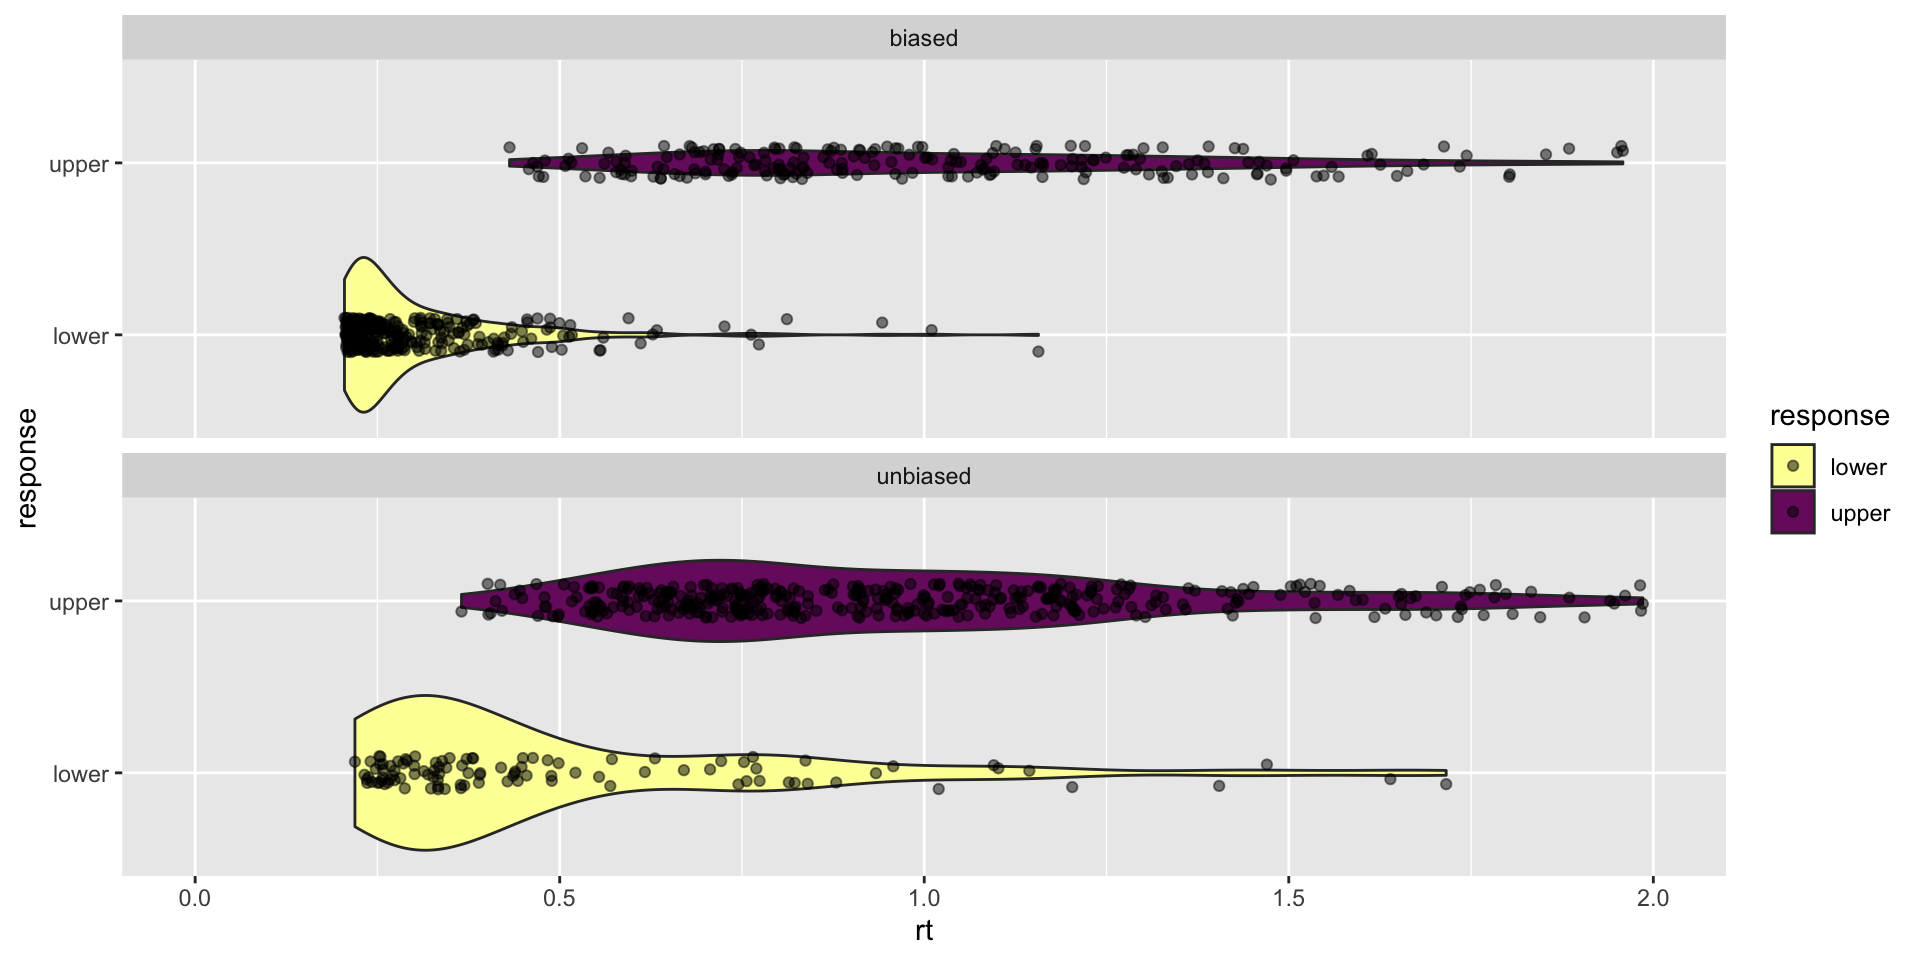 biased
upper
lower
unbiased
upper
lower
0.0 0.5 1.0 1.5 2.0
rt
response
response
lower
upper